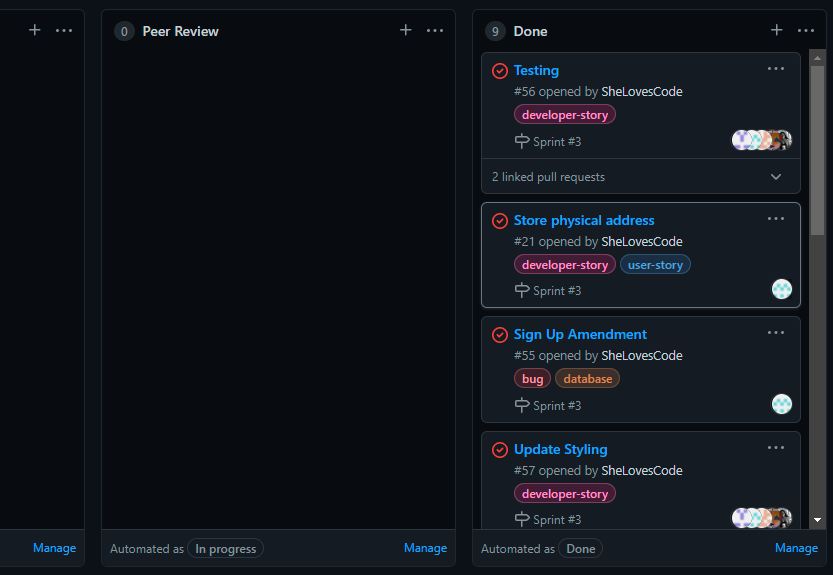 0 Peer Review
9 Done
Testing
#56 opened by SheLovesCode
developer-story
Sprint #3
2 linked pull requests
Store physical address
#21 opened by SheLovesCode
developer-story user-story
Sprint #3
Sign Up Amendment
#55 opened by SheLovesCode
bug database
Sprint #3
Update Styling
#57 opened by SheLovesCode
developer-story
Sprint #3
Manage
Automated as In progress Manage
Automated as Done Manage